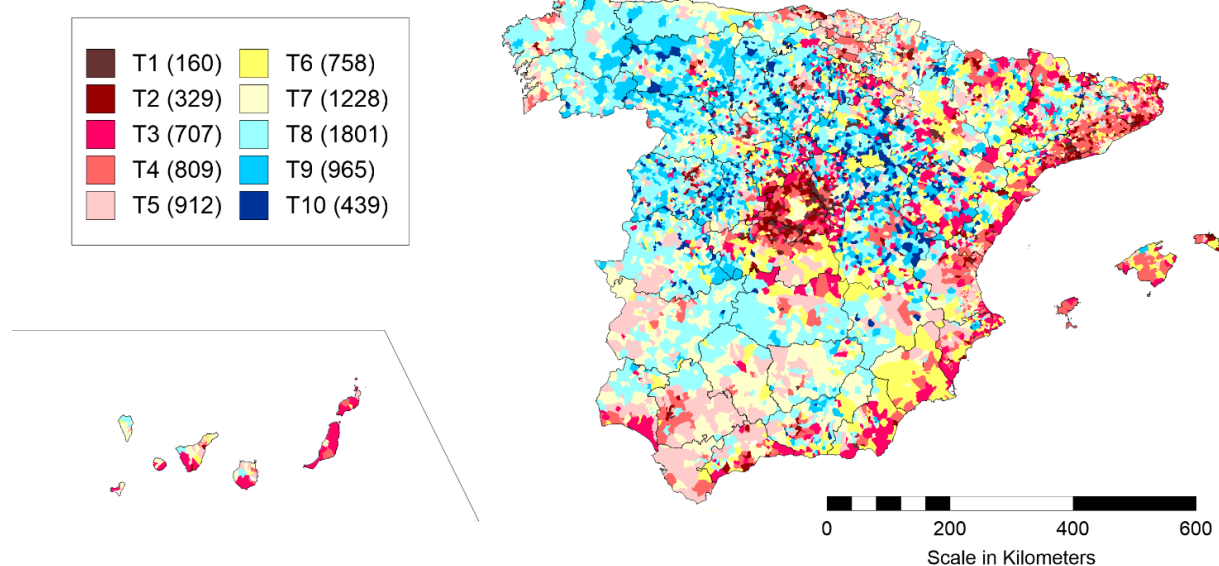 T1 (160) T6 (758)
T2 (329) T7 (1228)
T3 (707) T8 (1801)
T4 (809) T9 (965)
T5 (912) T10 (439)
0 200 400 600
Scale in Kilometers